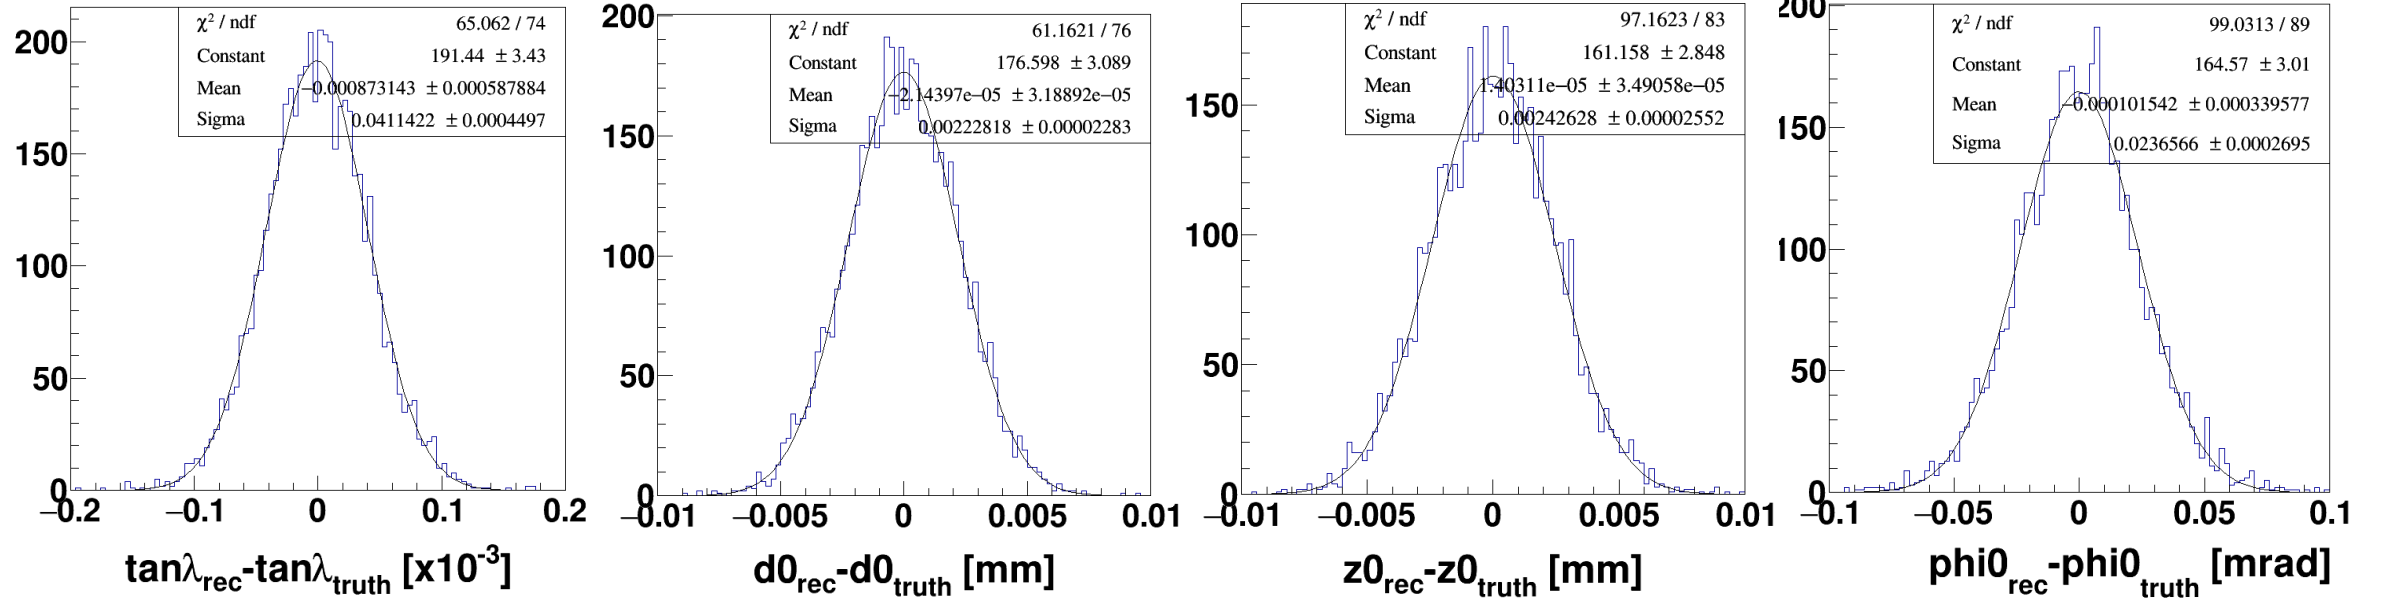 χ² / ndf 65.062 / 74
Constant 191.44 ± 3.43
Mean −0.000873143 ± 0.000587884
Sigma 0.0411422 ± 0.0004497
200
150
100
50
0
−0.2 −0.1 0 0.1 0.2
tanλrec-tanλtruth [x10-3]
χ² / ndf 61.1621 / 76
Constant 176.598 ± 3.089
Mean −2.14397e−05 ± 3.18892e−05
Sigma 0.00222818 ± 0.00002283
200
150
100
50
0
−0.01 −0.005 0 0.005 0.01
d0rec-d0truth [mm]
χ² / ndf 97.1623 / 83
Constant 161.158 ± 2.848
Mean 1.40311e−05 ± 3.49058e−05
Sigma 0.00242628 ± 0.00002552
150
100
50
0
−0.01 −0.005 0 0.005 0.01
z0rec-z0truth [mm]
χ² / ndf 99.0313 / 89
Constant 164.57 ± 3.01
Mean −0.000101542 ± 0.000339577
Sigma 0.0236566 ± 0.0002695
200
150
100
50
0
−0.1 −0.05 0 0.05 0.1
phi0rec-phi0truth [mrad]